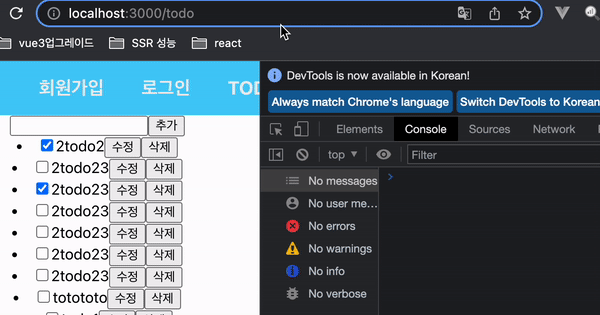 localhost:3000/todo
vue3업그레이드 SSR 성능 react
DevTools is now available in Korean!
회원가입 로그인 TOD
Always match Chrome's language Switch DevTools to Korean
추가
Elements Console Sources Network
2todo2 수정 삭제
top Filter
2todo23 수정 삭제
No messages
2todo23 수정 삭제
No user me...
2todo23 수정 삭제
No errors
2todo23 수정 삭제
No warnings
2todo23 수정 삭제
No info
2todo23 수정 삭제
No verbose
totototo 수정 삭제